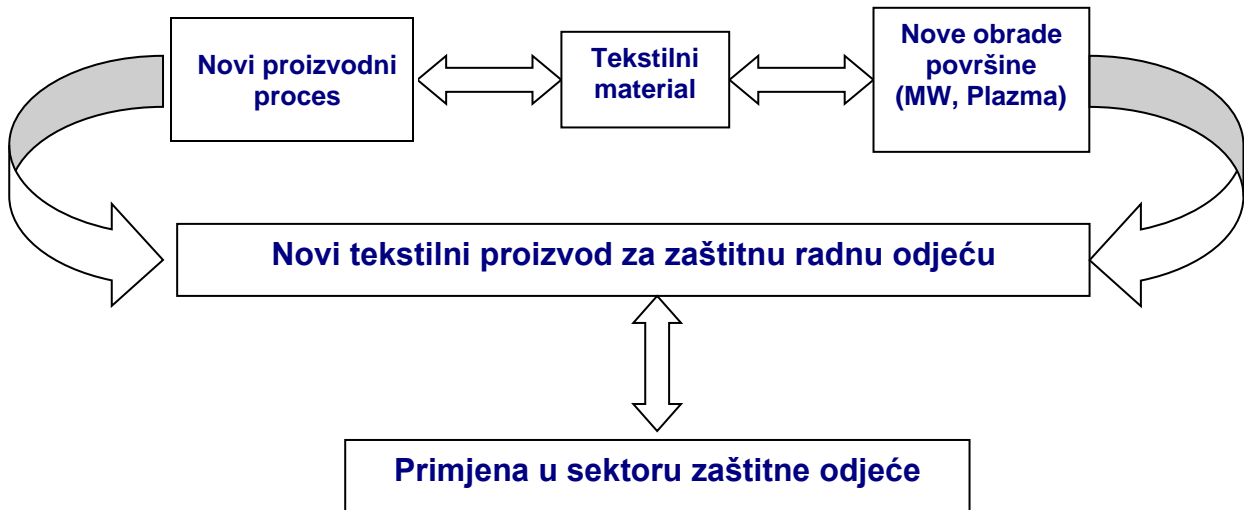 Novi proizvodni
proces
Tekstilni
material
Nove obrade
površine
(MW, Plazma)
Novi tekstilni proizvod za zaštitnu radnu odjeću
Primjena u sektoru zaštitne odjeće